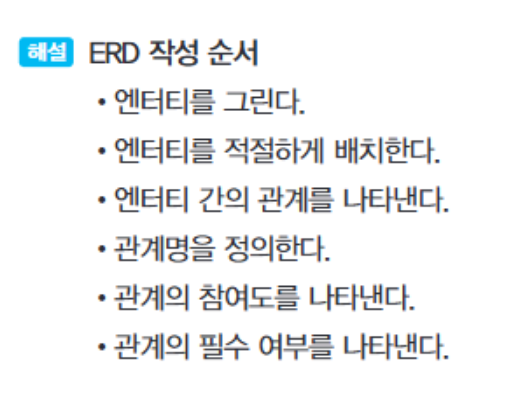 해설 ERD 작성 순서
• 엔터티를 그린다.
• 엔터티를 적절하게 배치한다.
• 엔터티 간의 관계를 나타낸다.
• 관계명을 정의한다.
• 관계의 참여도를 나타낸다.
• 관계의 필수 여부를 나타낸다.